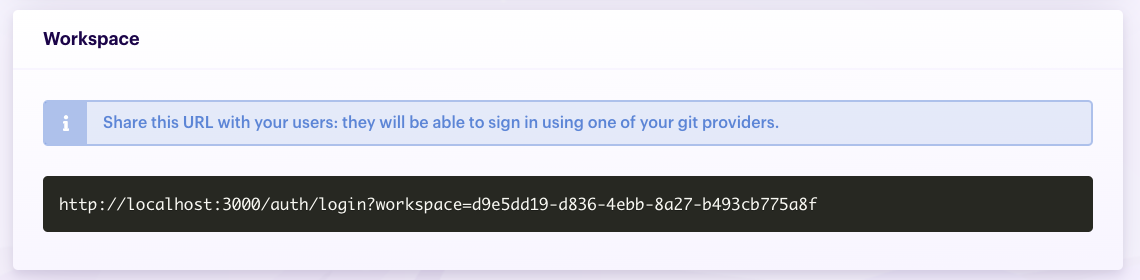 Workspace
i
Share this URL with your users: they will be able to sign in using one of your git providers.
http://localhost:3000/auth/login?workspace=d9e5dd19-d836-4ebb-8a27-b493cb775a8f